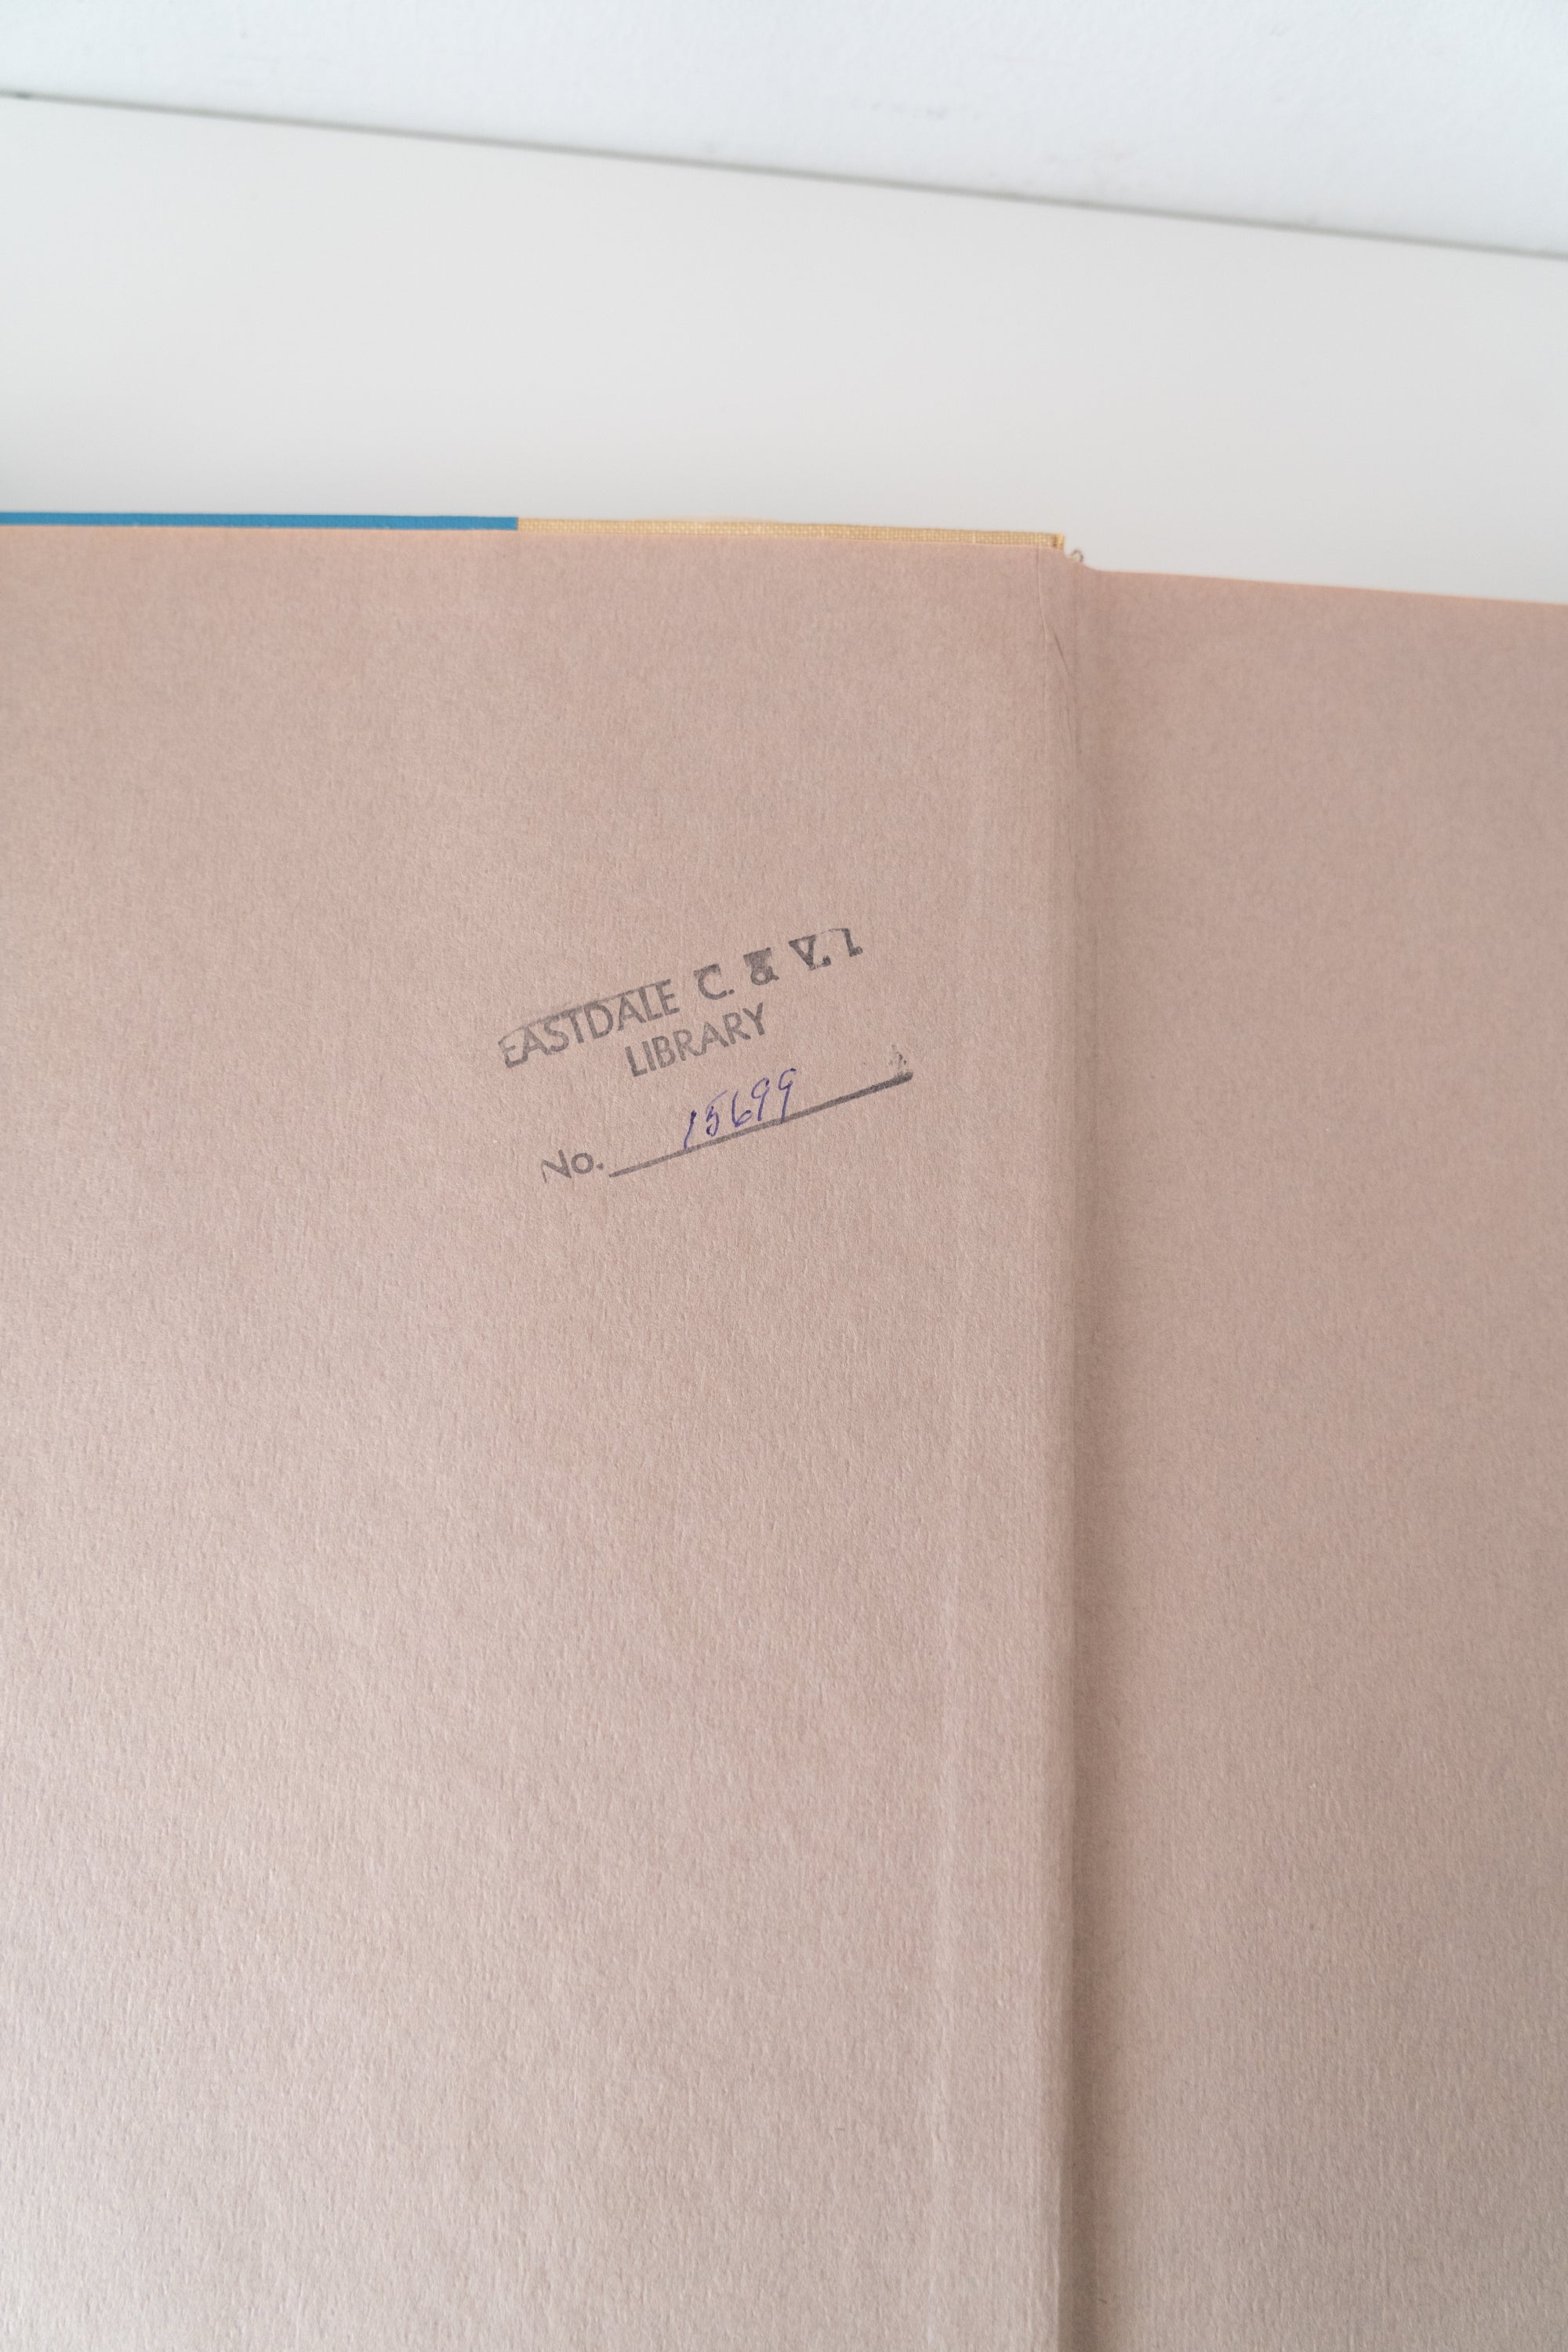 EASTDALE C. & V. I.
LIBRARY
No. 15699